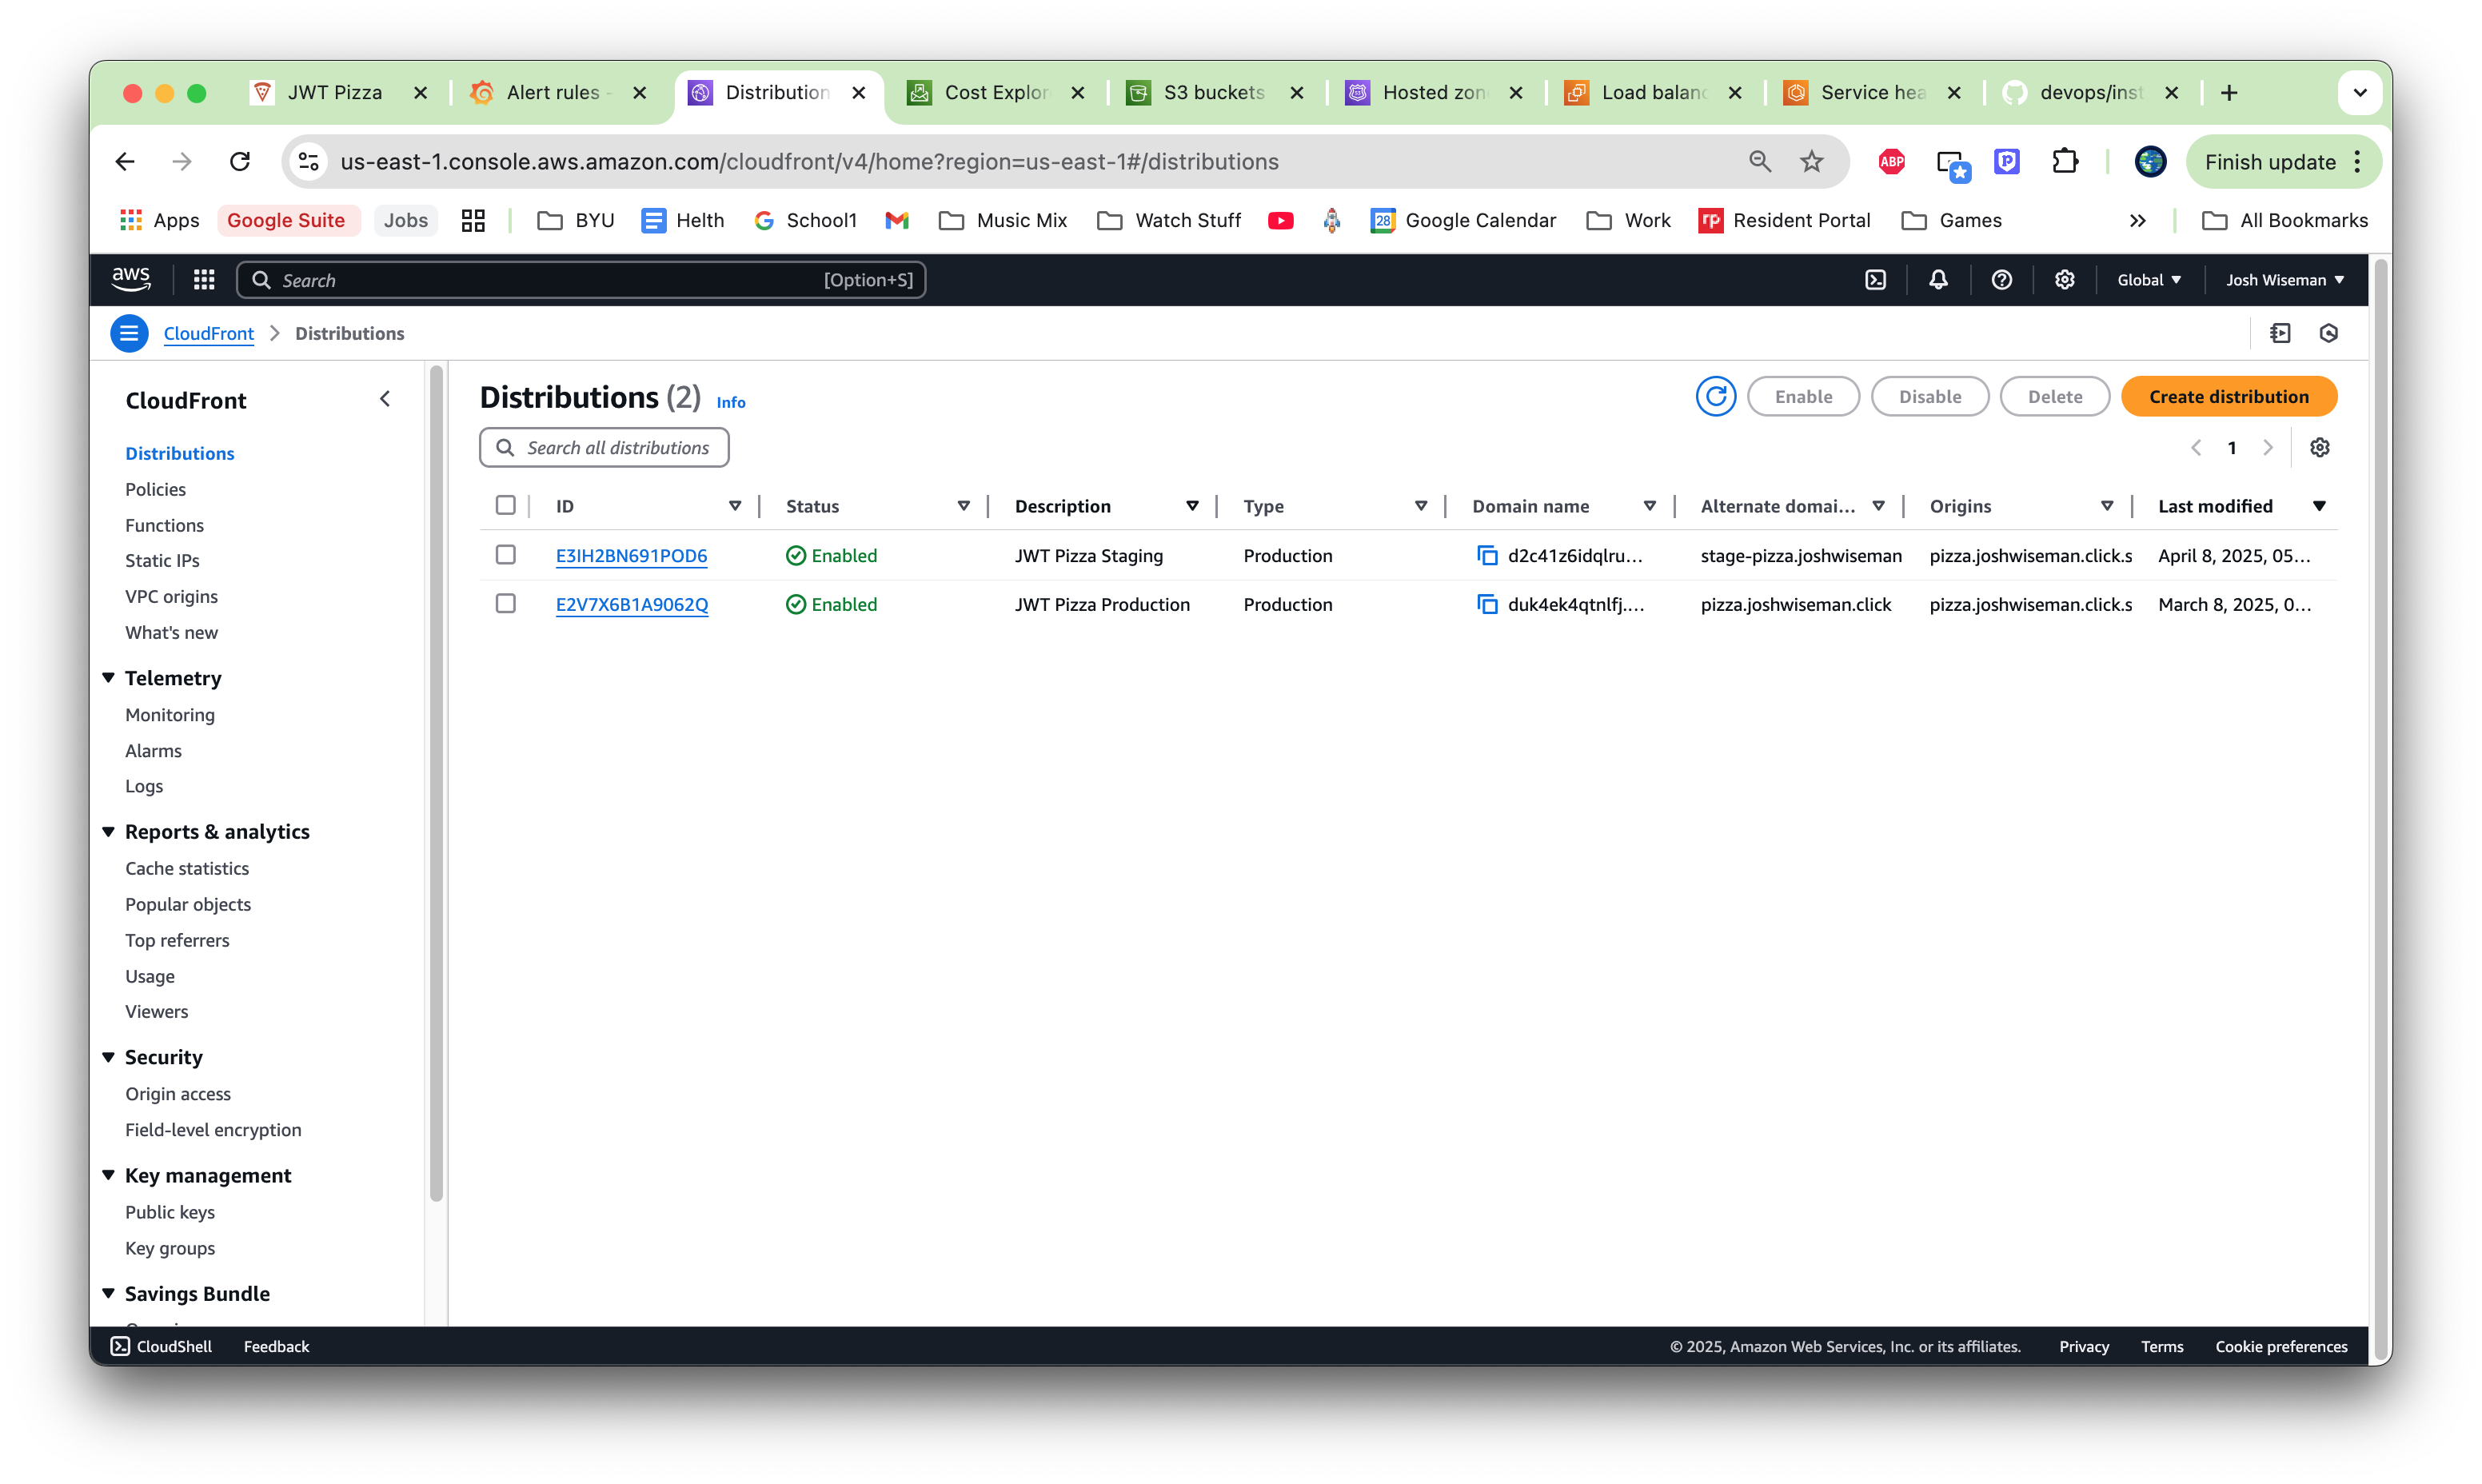 JWT Pizza
Alert rules -
Distribution
Cost Explor
S3 buckets
Hosted zon
Load balanc
Service hea
devops/inst
us-east-1.console.aws.amazon.com/cloudfront/v4/home?region=us-east-1#/distributions
ABP
Finish update
Apps
Google Suite
Jobs
BYU
Helth
School1
Music Mix
Watch Stuff
28
Google Calendar
Work
rp
Resident Portal
Games
All Bookmarks
aws
Search
[Option+S]
Global
Josh Wiseman
CloudFront
Distributions
CloudFront
Distributions
Policies
Functions
Static IPs
VPC origins
What's new
Telemetry
Monitoring
Alarms
Logs
Reports & analytics
Cache statistics
Popular objects
Top referrers
Usage
Viewers
Security
Origin access
Field-level encryption
Key management
Public keys
Key groups
Savings Bundle
Distributions (2) Info
Enable
Disable
Delete
Create distribution
Search all distributions
1
ID Status Description Type Domain name Alternate domai... Origins Last modified
E3IH2BN691POD6 Enabled JWT Pizza Staging Production d2c41z6idqlru... stage-pizza.joshwiseman pizza.joshwiseman.click.s April 8, 2025, 05...
E2V7X6B1A9062Q Enabled JWT Pizza Production Production duk4ek4qtnlfj.... pizza.joshwiseman.click pizza.joshwiseman.click.s March 8, 2025, 0...
CloudShell
Feedback
© 2025, Amazon Web Services, Inc. or its affiliates.
Privacy
Terms
Cookie preferences